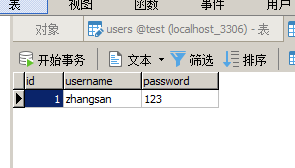 表 视图 函数 事件 用户
对象 users @test (localhost_3306) - 表
开始事务 文本 筛选 排序
id username password
1 zhangsan 123